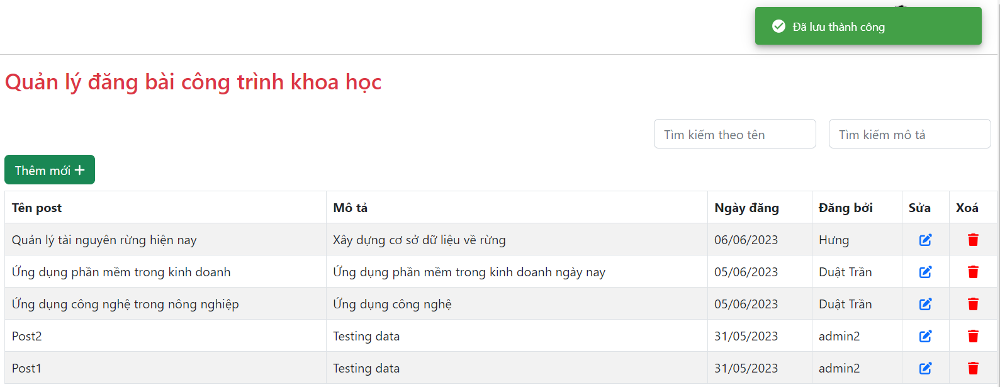 Đã lưu thành công
Quản lý đăng bài công trình khoa học
Tìm kiếm theo tên Tìm kiếm mô tả
Thêm mới +
Tên post Mô tả Ngày đăng Đăng bởi Sửa Xoá
Quản lý tài nguyên rừng hiện nay Xây dựng cơ sở dữ liệu về rừng 06/06/2023 Hưng
Ứng dụng phần mềm trong kinh doanh Ứng dụng phần mềm trong kinh doanh ngày nay 05/06/2023 Duật Trần
Ứng dụng công nghệ trong nông nghiệp Ứng dụng công nghệ 05/06/2023 Duật Trần
Post2 Testing data 31/05/2023 admin2
Post1 Testing data 31/05/2023 admin2